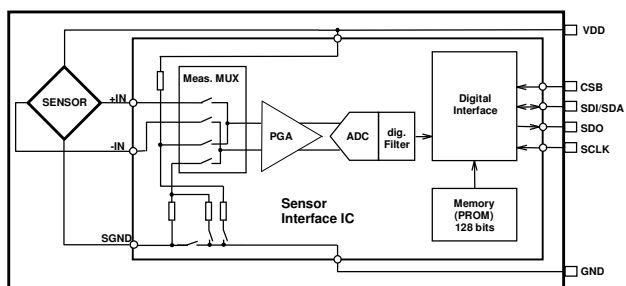 VDD
Meas. MUX
SENSOR
+IN
-IN
PGA
ADC
dig.
Filter
Digital
Interface
CSB
SDI/SDA
SDO
SCLK
Sensor
Interface IC
Memory
(PROM)
128 bits
SGND
GND